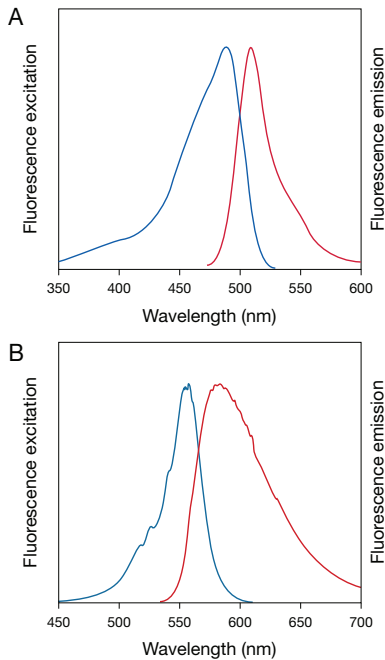 A
Fluorescence excitation
Fluorescence emission
350 400 450 500 550 600
Wavelength (nm)
B
Fluorescence excitation
Fluorescence emission
450 500 550 600 650 700
Wavelength (nm)